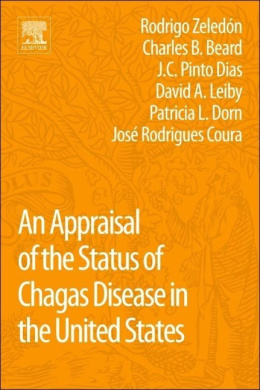 ELSEVIER
Rodrigo Zeledón
Charles B. Beard
J.C. Pinto Dias
David A. Leiby
Patricia L. Dorn
José Rodrigues Coura
An Appraisal
of the Status of
Chagas Disease in
the United States